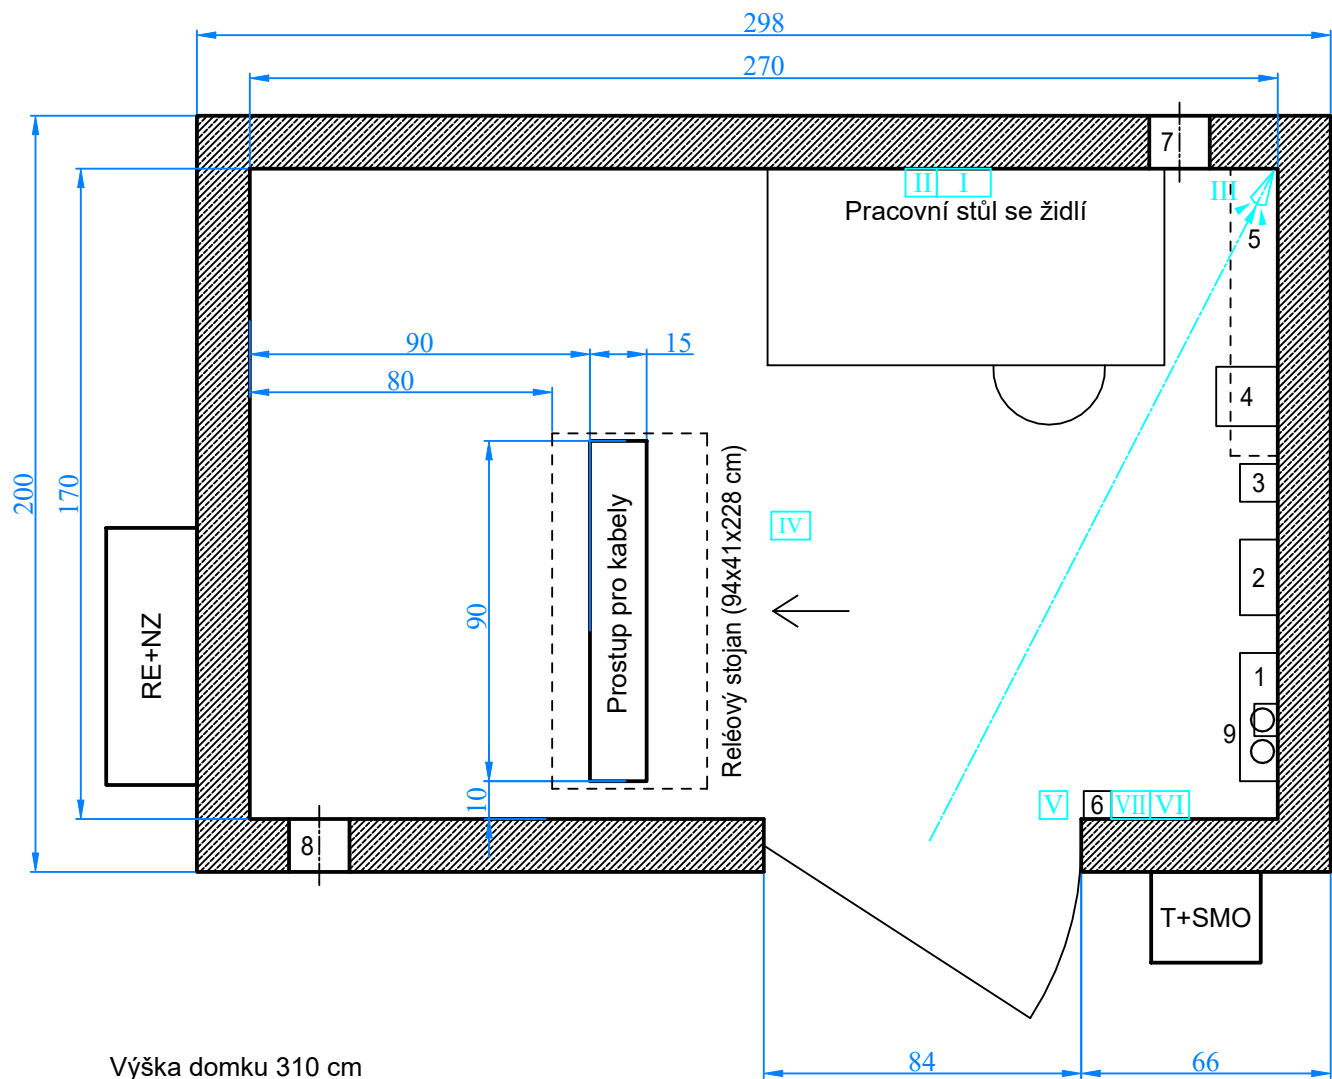 298
270
7
II I
III
Pracovní stůl se židlí
5
90
15
80
4
200
170
3
IV
Prostup pro kabely
Reléový stojan (94x41x228 cm)
2
90
RE+NZ
1
9
10
V
6
VII
VI
8
T+SMO
Výška domku 310 cm
84
66